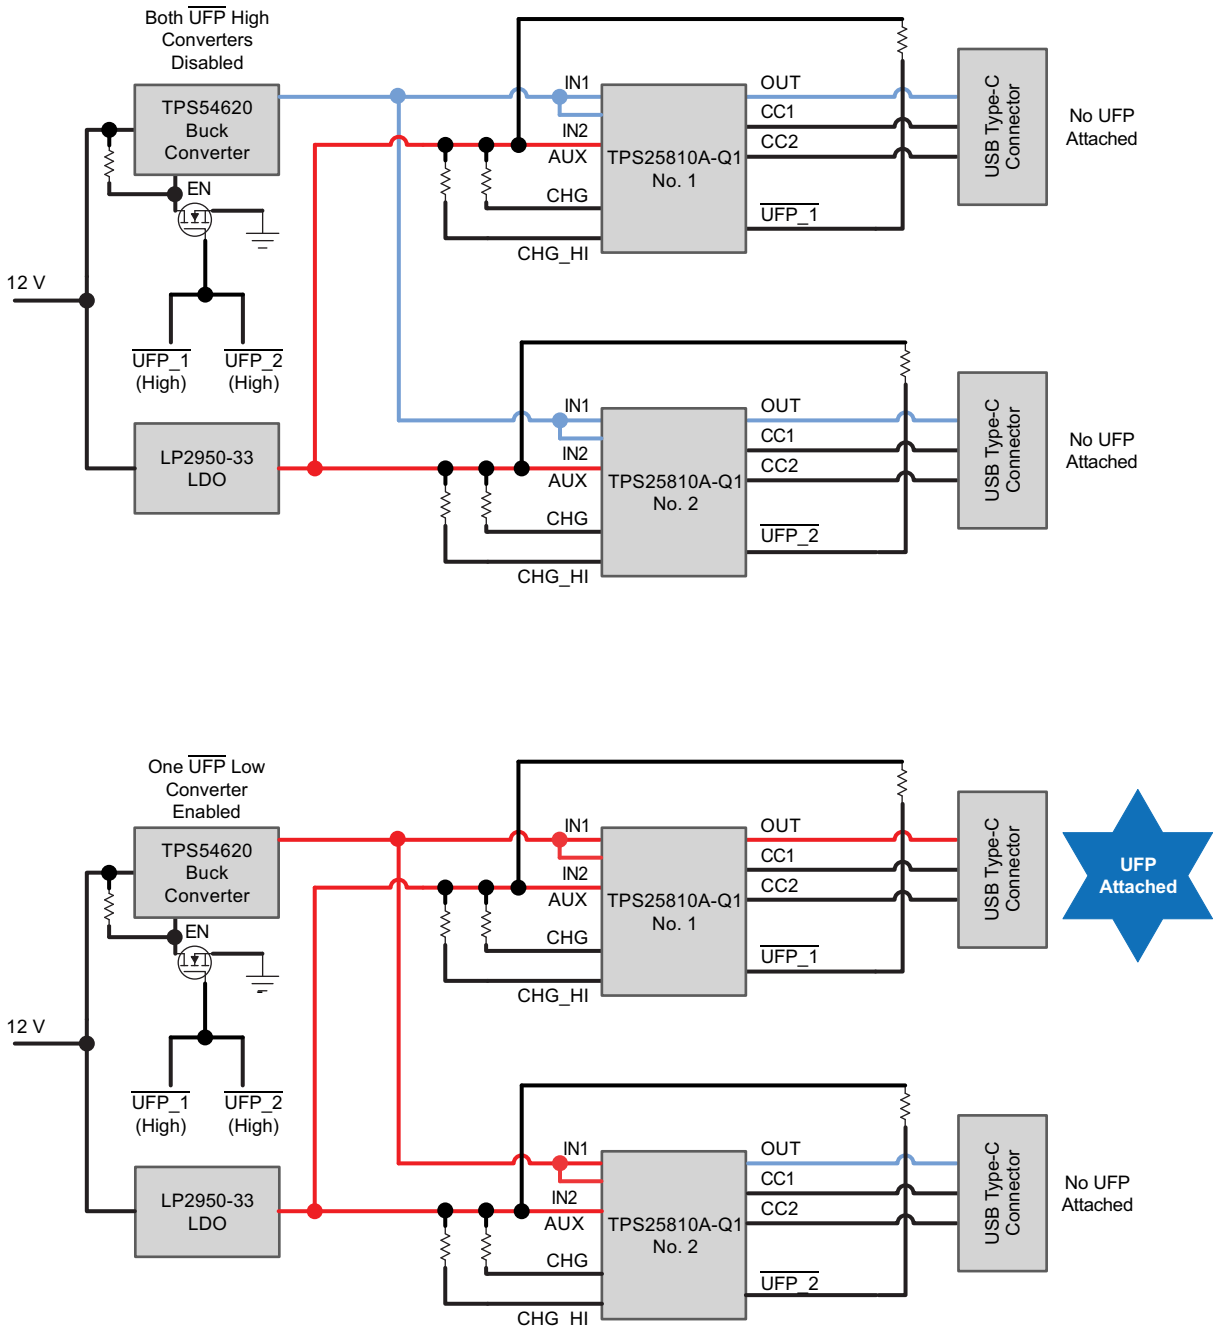 Both UFP High
Converters
Disabled
TPS54620
Buck
Converter
EN
12 V
UFP_1
(High)
UFP_2
(High)
LP2950-33
LDO
IN1
IN2
AUX
CHG
CHG_HI
TPS25810A-Q1
No. 1
OUT
CC1
CC2
UFP_1
USB Type-C
Connector
No UFP
Attached
IN1
IN2
AUX
CHG
CHG_HI
TPS25810A-Q1
No. 2
OUT
CC1
CC2
UFP_2
USB Type-C
Connector
No UFP
Attached
One UFP Low
Converter
Enabled
TPS54620
Buck
Converter
EN
12 V
UFP_1
(High)
UFP_2
(High)
LP2950-33
LDO
IN1
IN2
AUX
CHG
CHG_HI
TPS25810A-Q1
No. 1
OUT
CC1
CC2
UFP_1
USB Type-C
Connector
UFP
Attached
IN1
IN2
AUX
CHG
CHG_HI
TPS25810A-Q1
No. 2
OUT
CC1
CC2
UFP_2
USB Type-C
Connector
No UFP
Attached